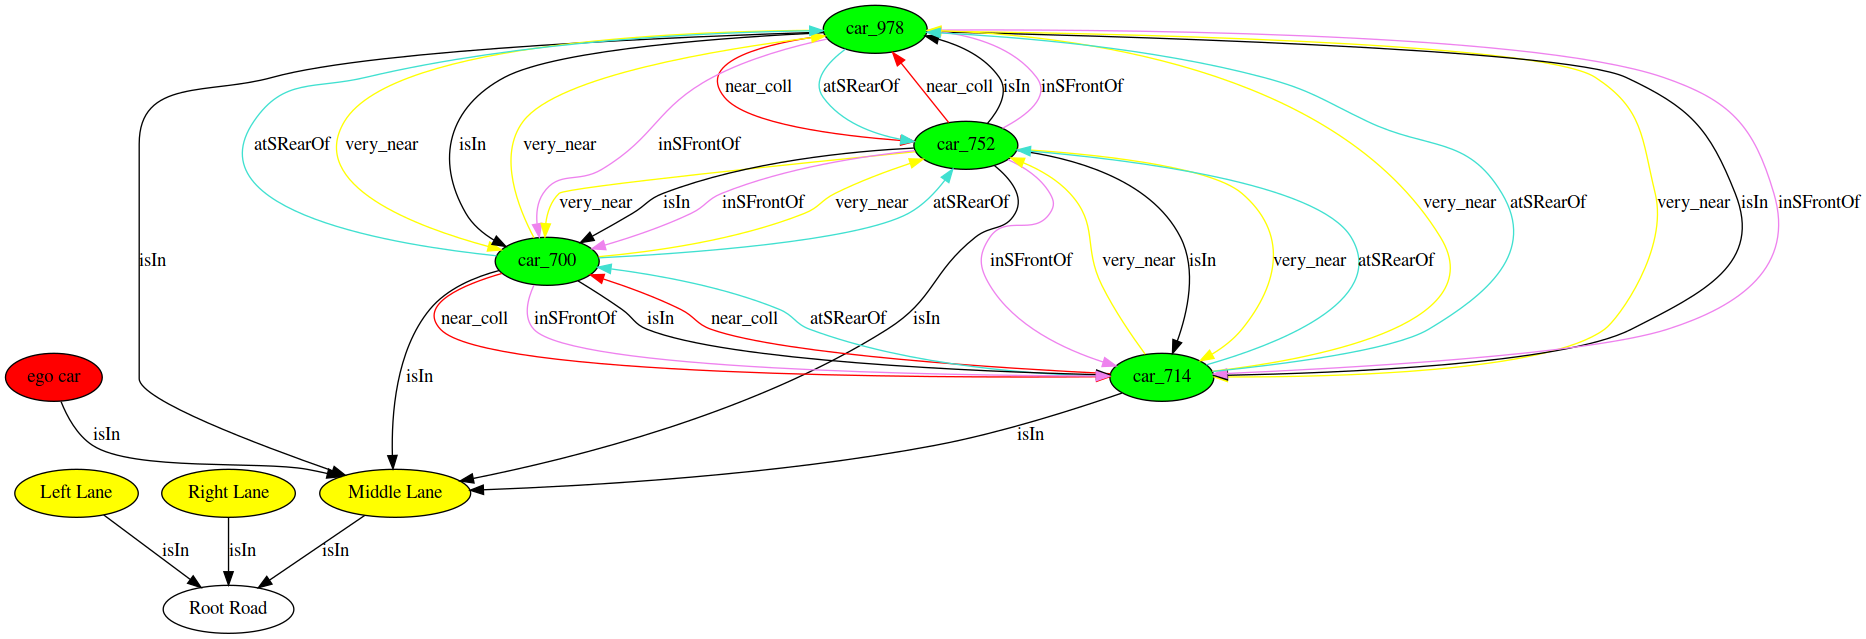 car_978
near_coll
atSRearOf
near_coll
isIn
inSFrontOf
atSRearOf
very_near
isIn
very_near
inSFrontOf
car_752
very_near
isIn
inSFrontOf
very_near
atSRearOf
very_near
atSRearOf
very_near
isIn
inSFrontOf
isIn
car_700
inSFrontOf
very_near
isIn
very_near
atSRearOf
near_coll
inSFrontOf
isIn
near_coll
atSRearOf
isIn
ego car
isIn
car_714
isIn
isIn
Left Lane
Right Lane
Middle Lane
isIn
isIn
isIn
Root Road